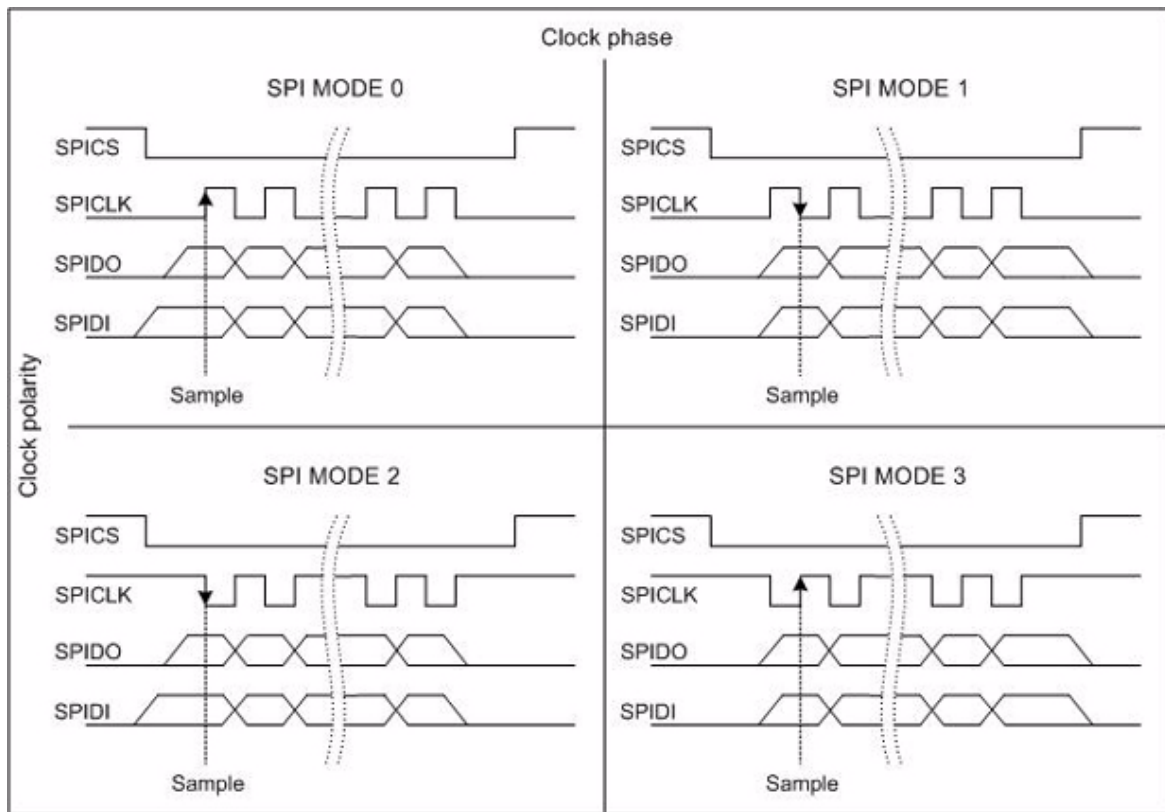 Clock phase
SPI MODE 0
SPICS
SPICLK
SPIDO
SPIDI
Sample
SPI MODE 1
SPICS
SPICLK
SPIDO
SPIDI
Sample
Clock polarity
SPI MODE 2
SPICS
SPICLK
SPIDO
SPIDI
Sample
SPI MODE 3
SPICS
SPICLK
SPIDO
SPIDI
Sample